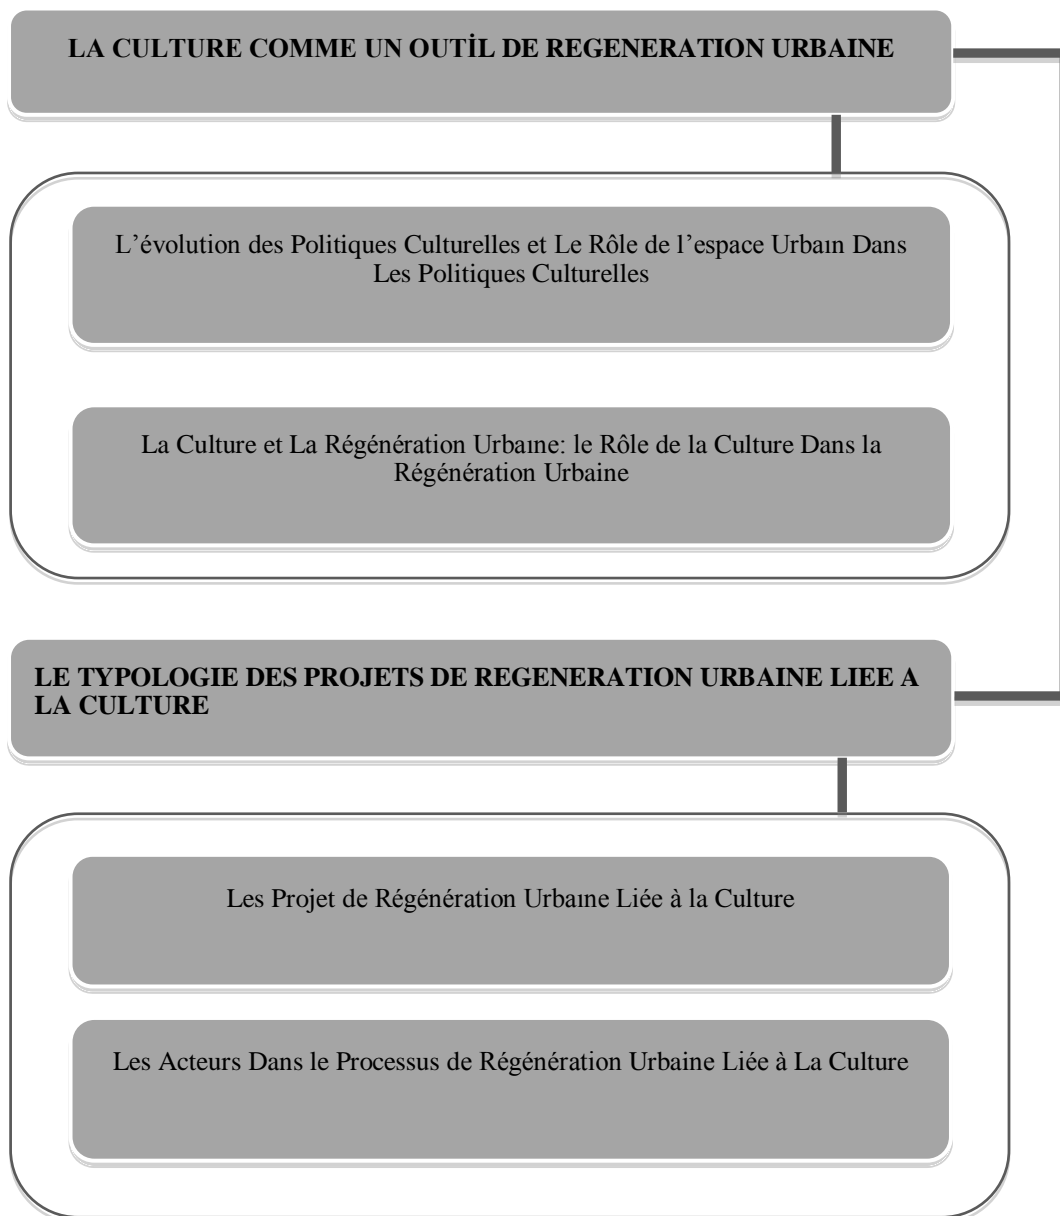 LA CULTURE COMME UN OUTİL DE REGENERATION URBAINE
L’évolution des Politiques Culturelles et Le Rôle de l’espace Urbaın Dans
Les Politiques Culturelles
La Culture et La Régénération Urbaıne: le Rôle de la Culture Dans la
Régénération Urbaine
LE TYPOLOGIE DES PROJETS DE REGENERATION URBAINE LIEE A
LA CULTURE
Les Projet de Régénération Urbaıne Liée à la Culture
Les Acteurs Dans le Processus de Régénération Urbaine Liée à La Culture